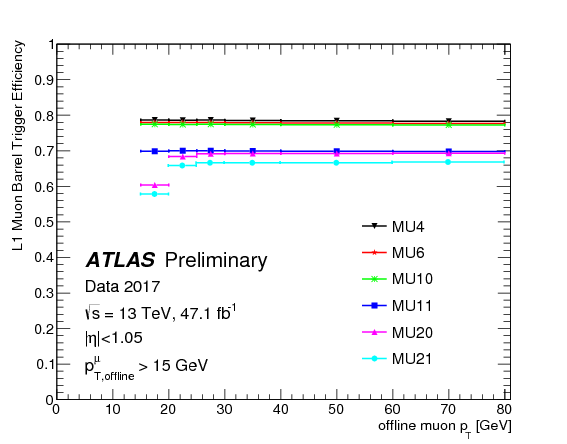 L1 Muon Barrel Trigger Efficiency
1
0.9
0.8
0.7
0.6
0.5
0.4
0.3
0.2
0.1
0
MU4
MU6
MU10
MU11
MU20
MU21
ATLAS Preliminary
Data 2017
√s = 13 TeV, 47.1 fb⁻¹
|η|<1.05
p^μ_T,offline > 15 GeV
0 10 20 30 40 50 60 70 80
offline muon p_T [GeV]